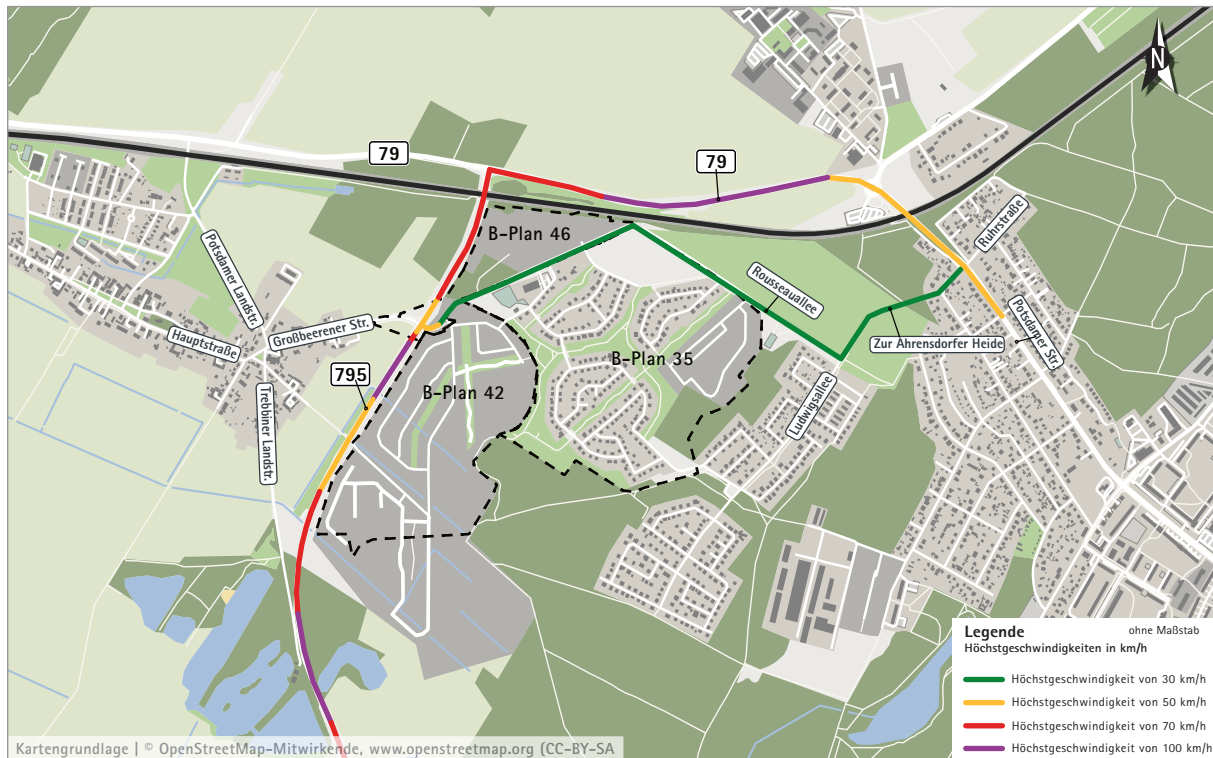 N
79
79
Ruhrstraße
B-Plan 46
Potsdamer Landstr.
Rousseauallee
Potsdamer Str.
Großbeerener Str.
Hauptstraße
Zur Ahrensdorfer Heide
B-Plan 35
795
B-Plan 42
Ludwigsallee
Trebbiner Landstr.
Legende
ohne Maßstab
Höchstgeschwindigkeiten in km/h
Höchstgeschwindigkeit von 30 km/h
Höchstgeschwindigkeit von 50 km/h
Höchstgeschwindigkeit von 70 km/h
Höchstgeschwindigkeit von 100 km/h
Kartengrundlage | © OpenStreetMap-Mitwirkende, www.openstreetmap.org (CC-BY-SA